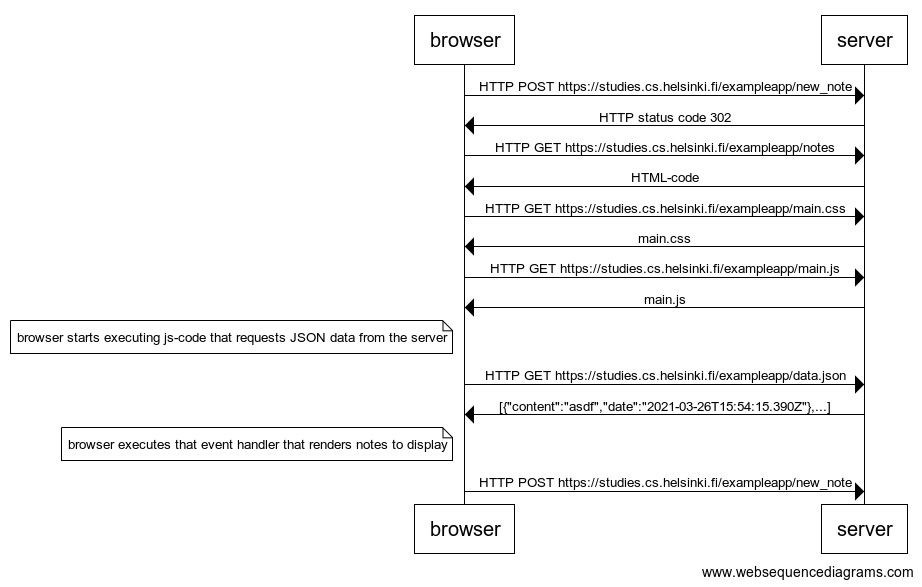 browser
server
HTTP POST https://studies.cs.helsinki.fi/exampleapp/new_note
HTTP status code 302
HTTP GET https://studies.cs.helsinki.fi/exampleapp/notes
HTML-code
HTTP GET https://studies.cs.helsinki.fi/exampleapp/main.css
main.css
HTTP GET https://studies.cs.helsinki.fi/exampleapp/main.js
main.js
browser starts executing js-code that requests JSON data from the server
HTTP GET https://studies.cs.helsinki.fi/exampleapp/data.json
[{"content":"asdf","date":"2021-03-26T15:54:15.390Z"},...]
browser executes that event handler that renders notes to display
HTTP POST https://studies.cs.helsinki.fi/exampleapp/new_note
browser
server
www.websequencediagrams.com